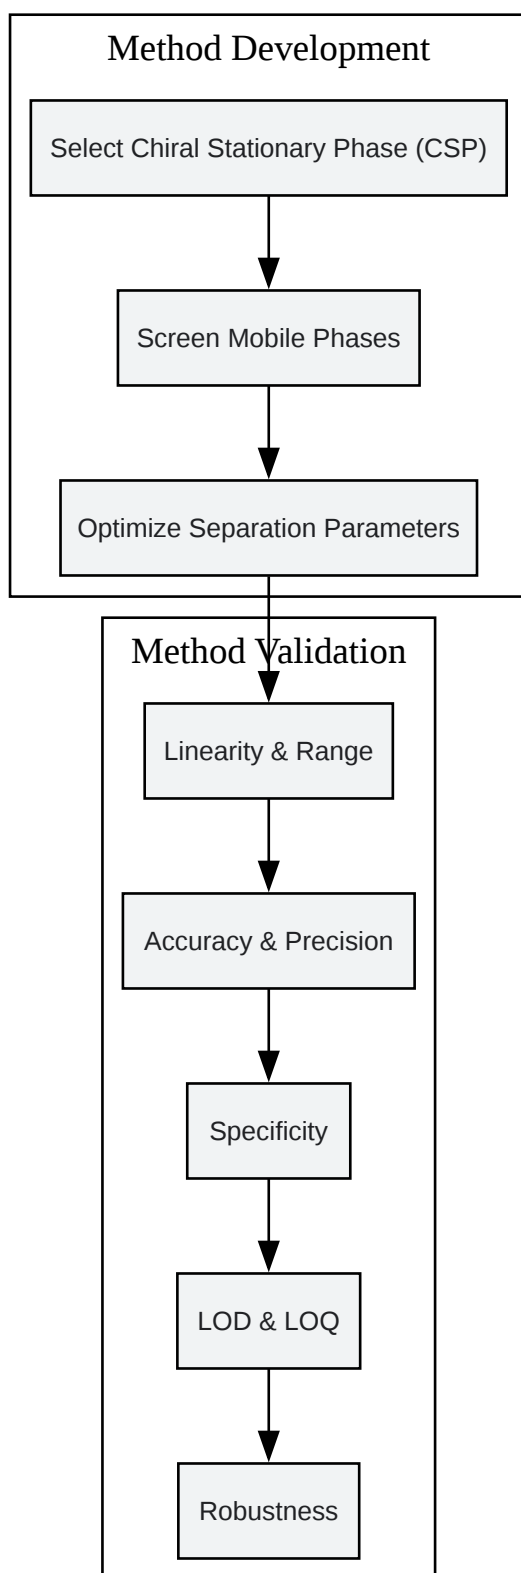 Method Development
Select Chiral Stationary Phase (CSP)
Screen Mobile Phases
Optimize Separation Parameters
Method Validation
Linearity & Range
Accuracy & Precision
Specificity
LOD & LOQ
Robustness